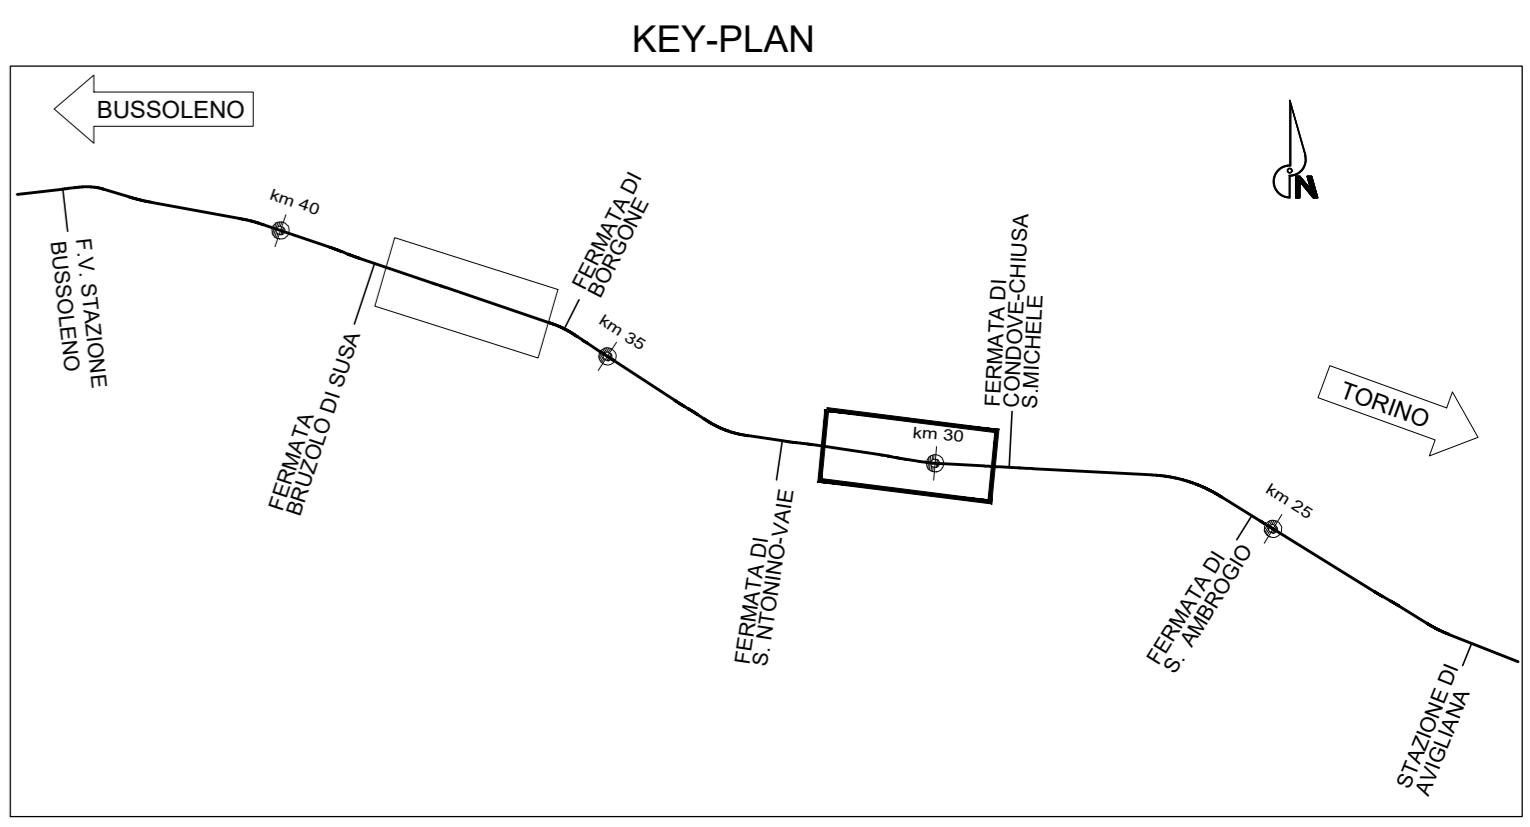 KEY-PLAN
BUSSOLENO
N
km 40
F.V. STAZIONE
BUSSOLENO
FERMATA DI
BORGONE
km 35
FERMATA
BRUZOLO DI SUSA
FERMATA DI
CONDOVE-CHIUSA
S.MICHELE
km 30
TORINO
FERMATA DI
S. NTONINO-VAIE
km 25
FERMATA DI
S. AMBROGIO
STAZIONE DI
AVIGLIANA